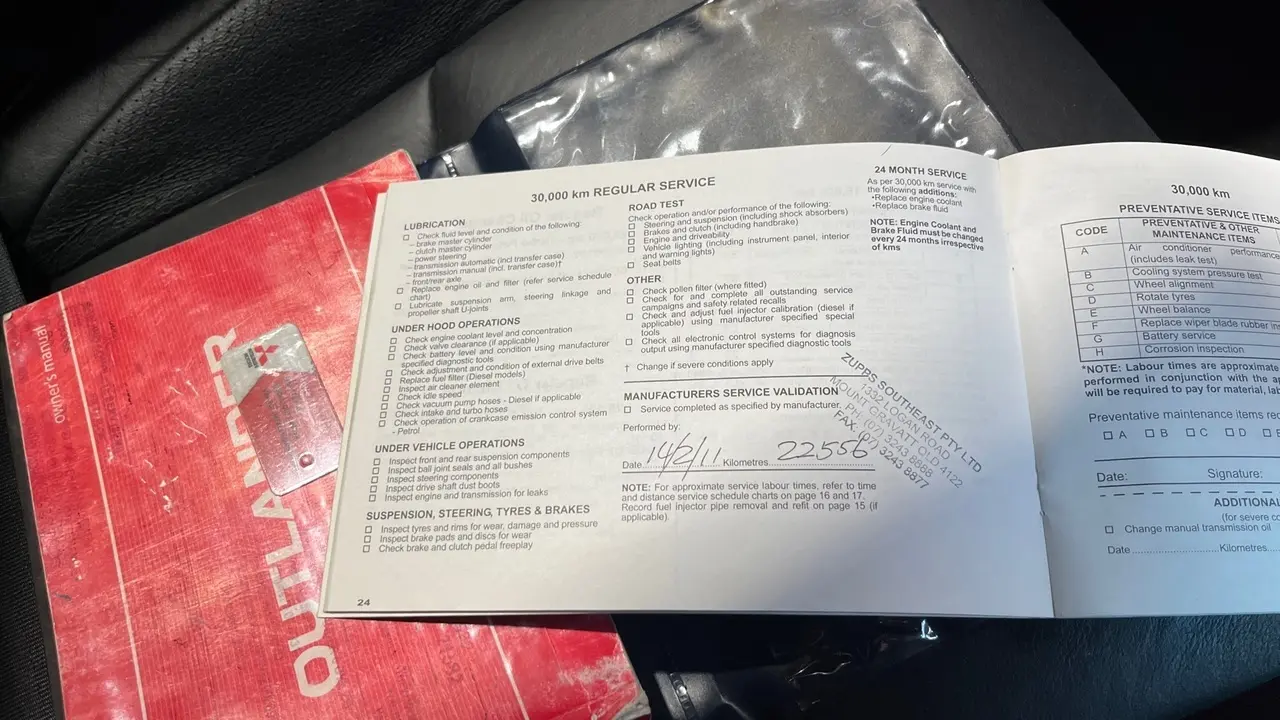 owner's manual
OUTLANDER
30,000 km REGULAR SERVICE
LUBRICATION
☐ Check fluid level and condition of the following:
– brake master cylinder
– clutch master cylinder
– power steering
– transmission automatic (incl transfer case)
– transmission manual (incl. transfer case)†
– front/rear axle
☐ Replace engine oil and filter (refer service schedule
chart)
☐ Lubricate suspension arm, steering linkage and
propeller shaft U-joints
UNDER HOOD OPERATIONS
☐ Check engine coolant level and concentration
☐ Check valve clearance (if applicable)
☐ Check battery level and condition using manufacturer
specified diagnostic tools
☐ Check adjustment and condition of external drive belts
☐ Replace fuel filter (Diesel models)
☐ Inspect air cleaner element
☐ Check idle speed
☐ Check vacuum pump hoses - Diesel if applicable
☐ Check intake and turbo hoses
☐ Check operation of crankcase emission control system
- Petrol
UNDER VEHICLE OPERATIONS
☐ Inspect front and rear suspension components
☐ Inspect ball joint seals and all bushes
☐ Inspect steering components
☐ Inspect drive shaft dust boots
☐ Inspect engine and transmission for leaks
SUSPENSION, STEERING, TYRES & BRAKES
☐ Inspect tyres and rims for wear, damage and pressure
☐ Inspect brake pads and discs for wear
☐ Check brake and clutch pedal freeplay
24
ROAD TEST
Check operation and/or performance of the following:
☐ Steering and suspension (including shock absorbers)
☐ Brakes and clutch (including handbrake)
☐ Engine and driveability
☐ Vehicle lighting (including instrument panel, interior
and warning lights)
☐ Seat belts
OTHER
☐ Check pollen filter (where fitted)
☐ Check for and complete all outstanding service
campaigns and safety related recalls
☐ Check and adjust fuel injector calibration (diesel if
applicable) using manufacturer specified special
tools
☐ Check all electronic control systems for diagnosis
output using manufacturer specified diagnostic tools
† Change if severe conditions apply
MANUFACTURERS SERVICE VALIDATION
☐ Service completed as specified by manufacturer.
Performed by:
Date 14/2/11 Kilometres 22556
NOTE: For approximate service labour times, refer to time
and distance service schedule charts on page 16 and 17.
Record fuel injector pipe removal and refit on page 15 (if
applicable).
24 MONTH SERVICE
As per 30,000 km service with
the following additions:
•Replace engine coolant
•Replace brake fluid
NOTE: Engine Coolant and
Brake Fluid must be changed
every 24 months irrespective
of kms
ZUPPS SOUTHEAST PTY LTD
1332 LOGAN ROAD
MOUNT GRAVATT QLD 4122
PH: (07) 3243 8888
FAX: (07) 3243 8877
30,000 km
PREVENTATIVE SERVICE ITEMS
CODE PREVENTATIVE & OTHER
MAINTENANCE ITEMS
A Air conditioner performance
(includes leak test)
B Cooling system pressure test
C Wheel alignment
D Rotate tyres
E Wheel balance
F Replace wiper blade rubber
G Battery service
H Corrosion inspection
*NOTE: Labour times are approximate
performed in conjunction with the
will be required to pay for material,
Preventative maintenance items
☐ A ☐ B ☐ C ☐ D ☐ E
Date: Signature:
ADDITIONAL
(for severe
☐ Change manual transmission oil
Date Kilometres